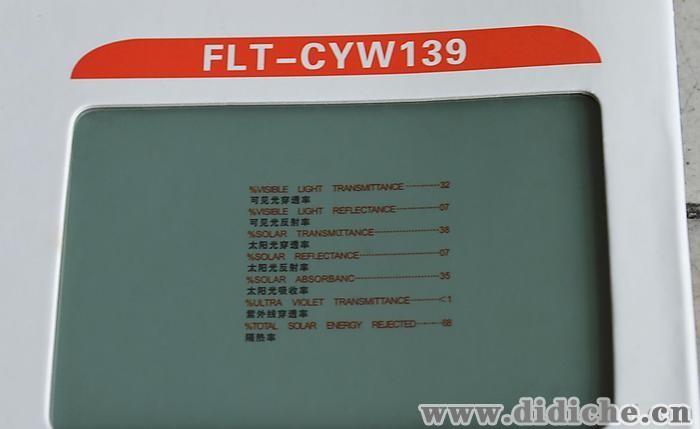 FLT-CYW139
%VISIBLE LIGHT TRANSMITTANCE----------32
可见光穿透率
%VISIBLE LIGHT REFLECTANCE----------07
可见光反射率
%SOLAR TRANSMITTANCE----------38
太阳光穿透率
%SOLAR REFLECTANCE----------07
太阳光反射率
%SOLAR ABSORBANC----------35
太阳光吸收率
%ULTRA VIOLET TRANSMITTANCE----------<1
紫外线穿透率
%TOTAL SOLAR ENERGY REJECTED----------68
隔热率
www.didiche.cn